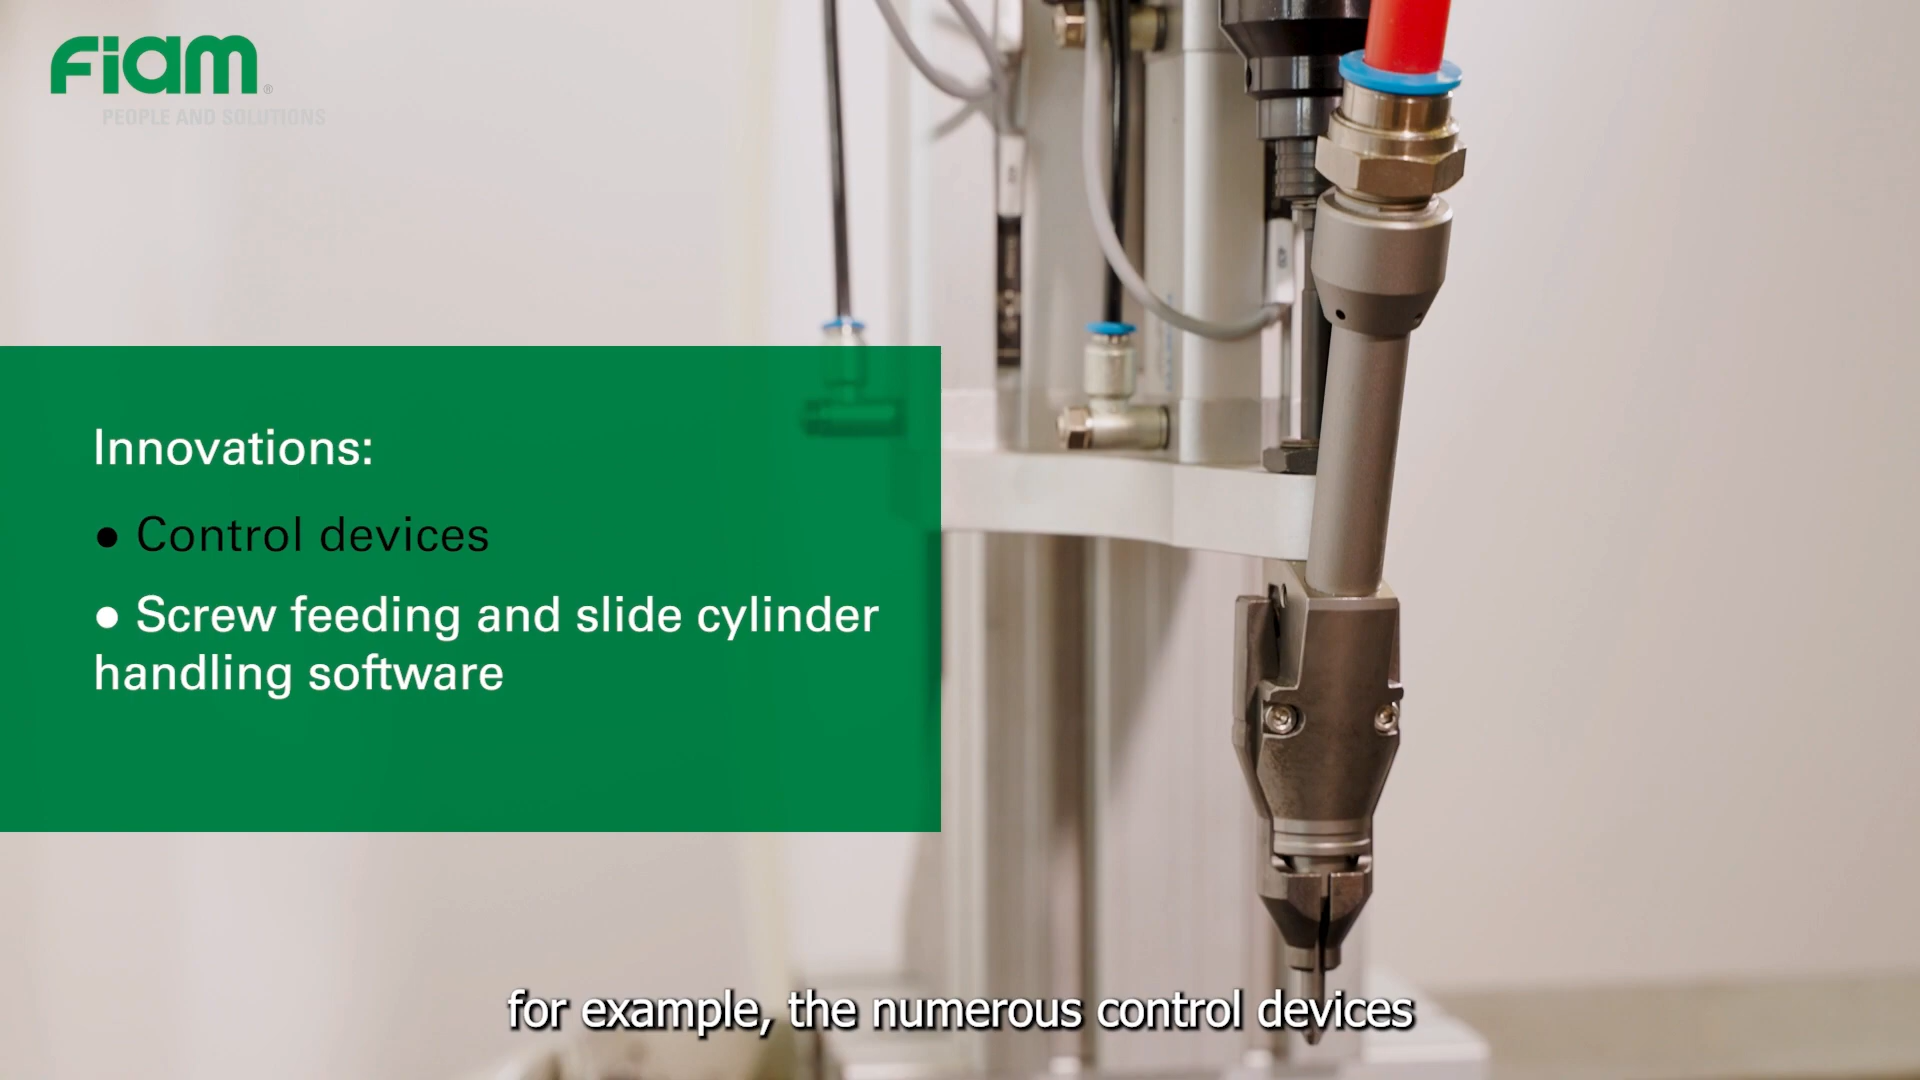 Fiam®
PEOPLE AND SOLUTIONS
Innovations:
● Control devices
● Screw feeding and slide cylinder
handling software
for example, the numerous control devices